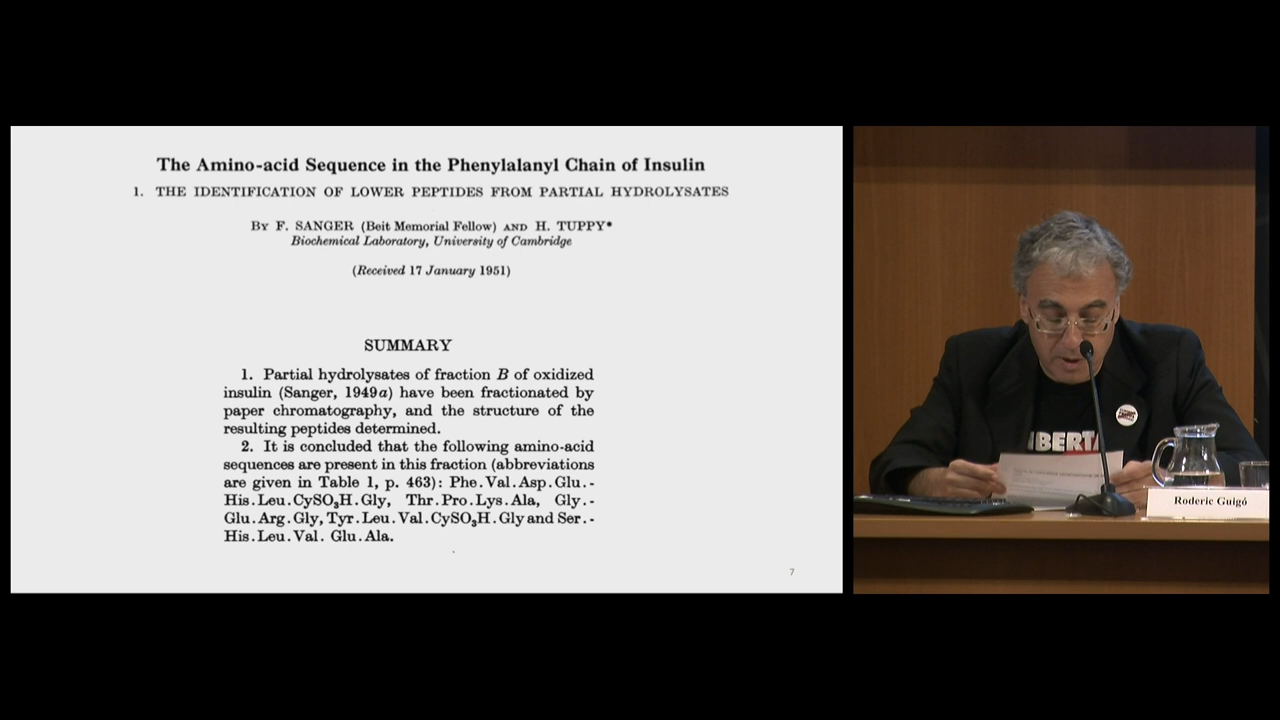 The Amino-acid Sequence in the Phenylalanyl Chain of Insulin
1. THE IDENTIFICATION OF LOWER PEPTIDES FROM PARTIAL HYDROLYSATES
By F. SANGER (Beit Memorial Fellow) AND H. TUPPY*
Biochemical Laboratory, University of Cambridge
(Received 17 January 1951)
SUMMARY
1. Partial hydrolysates of fraction B of oxidized
insulin (Sanger, 1949a) have been fractionated by
paper chromatography, and the structure of the
resulting peptides determined.
2. It is concluded that the following amino-acid
sequences are present in this fraction (abbreviations
are given in Table 1, p. 463): Phe.Val.Asp.Glu.-
His.Leu.CySO₃H.Gly, Thr.Pro.Lys.Ala, Gly.-
Glu.Arg.Gly, Tyr.Leu.Val.CySO₃H.Gly and Ser.-
His.Leu.Val. Glu.Ala.
7
IBERTA
Roderic Guigó